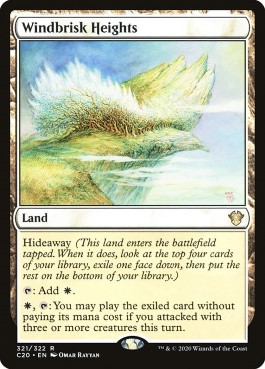 Windbrisk Heights
Land
Hideaway (This land enters the battlefield
tapped. When it does, look at the top four cards
of your library, exile one face down, then put the
rest on the bottom of your library.)
: Add .
, : You may play the exiled card without
paying its mana cost if you attacked with
three or more creatures this turn.
321/322 R
C20 • EN OMAR RAYYAN
™ & © 2020 Wizards of the Coast